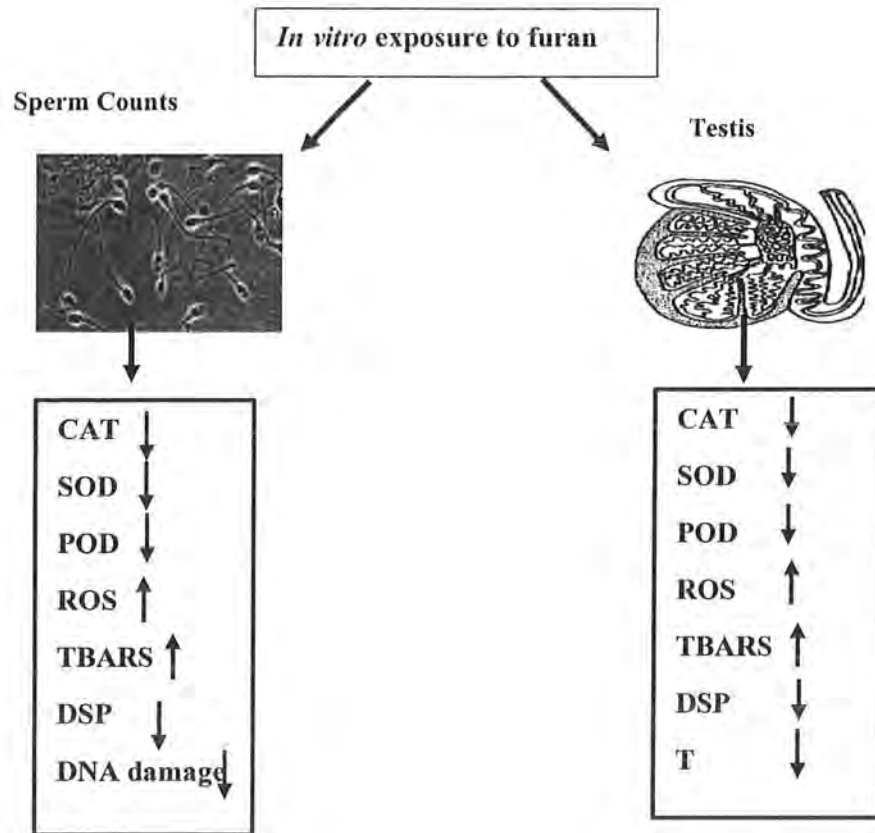 In vitro exposure to furan
Sperm Counts
Testis
CAT ↓
SOD ↓
POD ↓
ROS ↑
TBARS ↑
DSP ↓
DNA damage ↓
CAT ↓
SOD ↓
POD ↓
ROS ↑
TBARS ↑
DSP ↓
T ↓